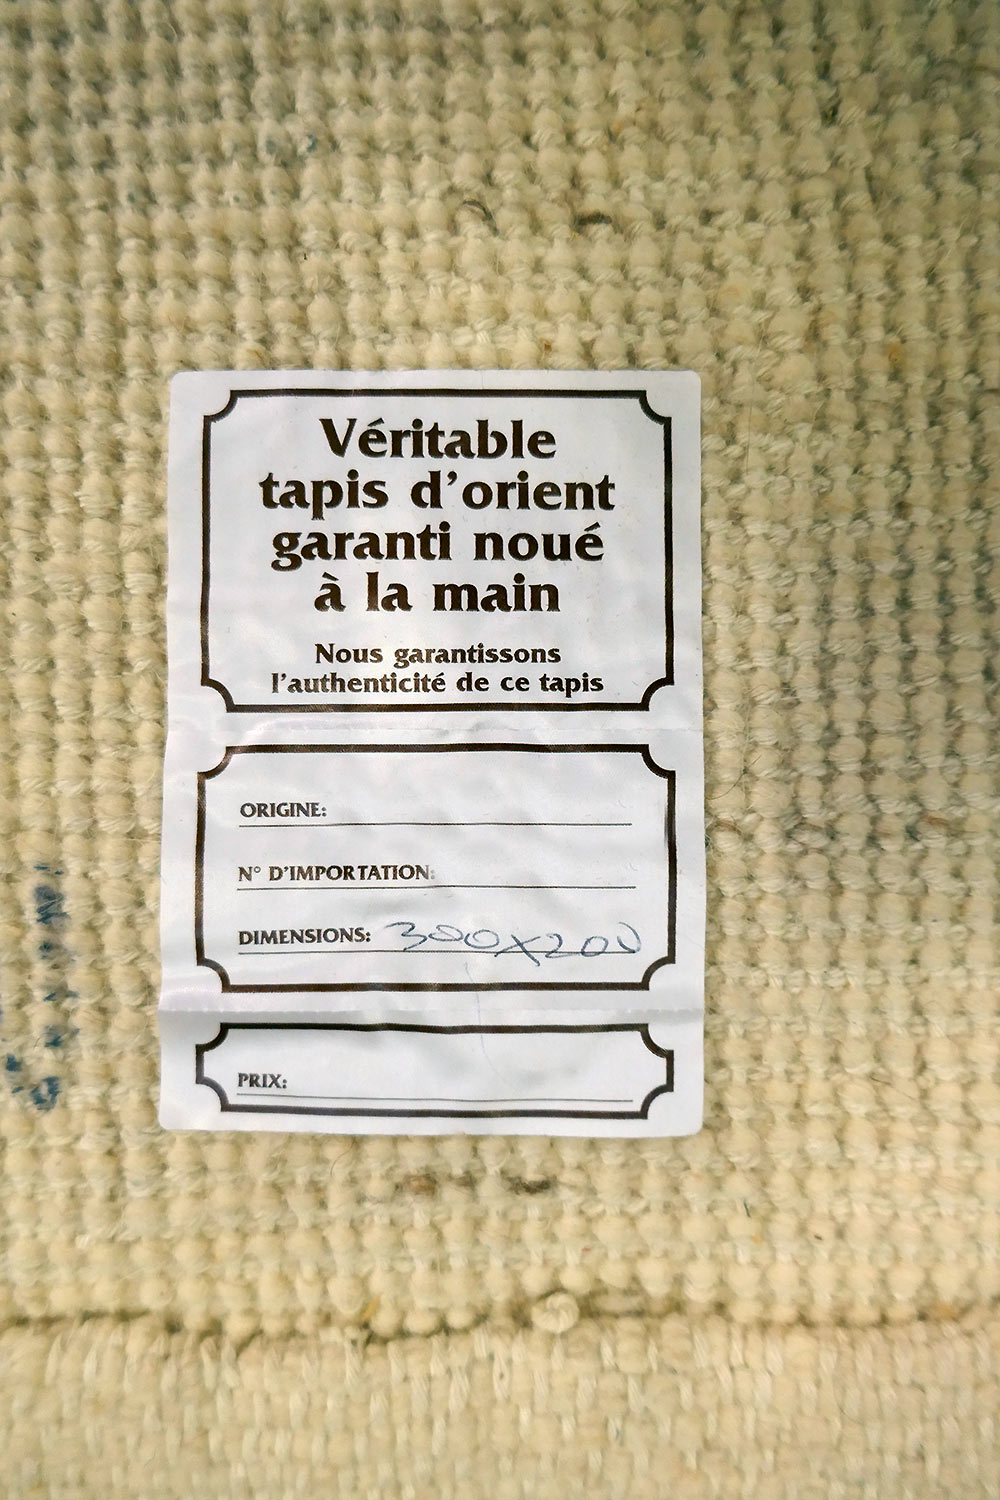 Véritable
tapis d'orient
garanti noué
à la main
Nous garantissons
l'authenticité de ce tapis
ORIGINE:
N° D'IMPORTATION:
DIMENSIONS: 300x200
PRIX: